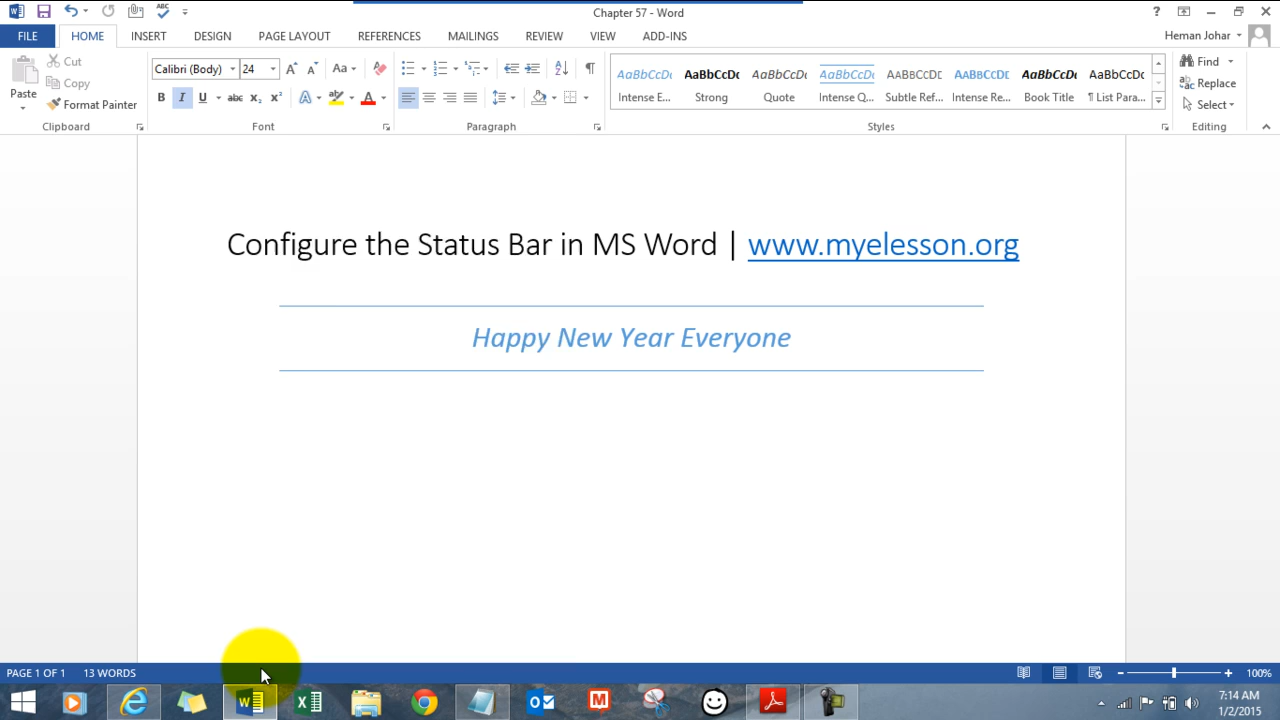 Chapter 57 - Word
FILE HOME INSERT DESIGN PAGE LAYOUT REFERENCES MAILINGS REVIEW VIEW ADD-INS Heman Johar
Paste
Cut
Copy
Format Painter
Clipboard
Calibri (Body) 24
Font
Paragraph
AaBbCcDc AaBbCcDc AaBbCcDc AaBbCcDc AABBCCDD AaBbCcDc AaBbCcDc AaBbCcDc
Intense E... Strong Quote Intense Q... Subtle Ref... Intense Re... Book Title ¶ List Para...
Styles
Find
Replace
Select
Editing
Configure the Status Bar in MS Word | www.myelesson.org
Happy New Year Everyone
PAGE 1 OF 1 13 WORDS 100%
7:14 AM
1/2/2015